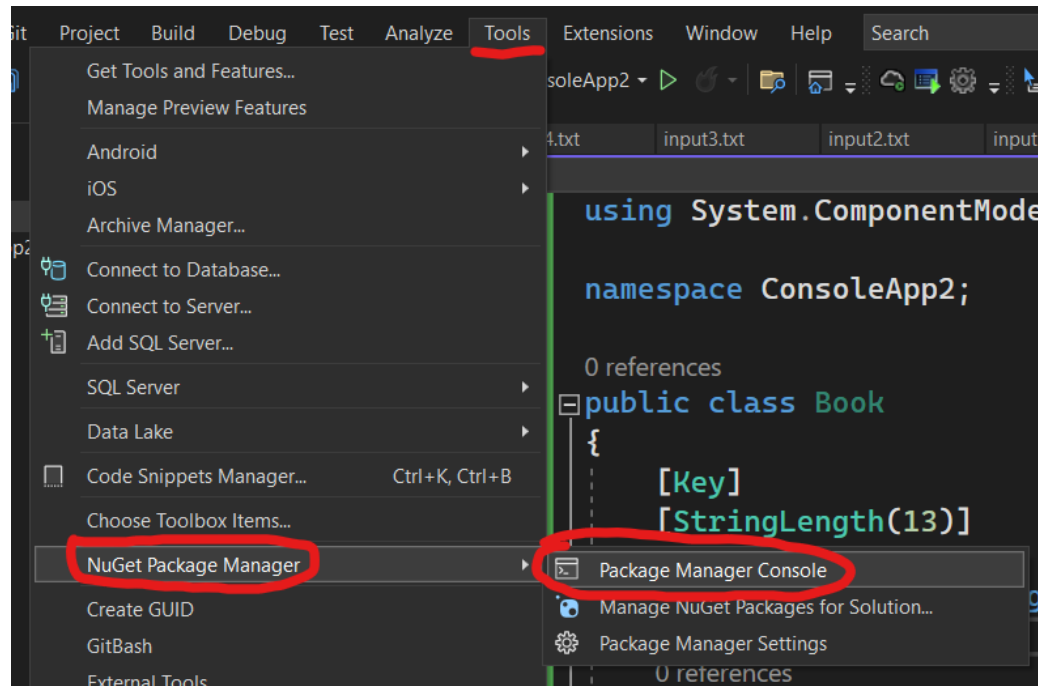 Project Build Debug Test Analyze Tools Extensions Window Help Search
Get Tools and Features...
Manage Preview Features
Android
iOS
Archive Manager...
Connect to Database...
Connect to Server...
Add SQL Server...
SQL Server
Data Lake
Code Snippets Manager... Ctrl+K, Ctrl+B
Choose Toolbox Items...
NuGet Package Manager
Create GUID
GitBash
External Tools
soleApp2
4.txt input3.txt input2.txt input
using System.ComponentMode
namespace ConsoleApp2;
0 references
public class Book
{
[Key]
[StringLength(13)]
Package Manager Console
Manage NuGet Packages for Solution...
Package Manager Settings
0 references